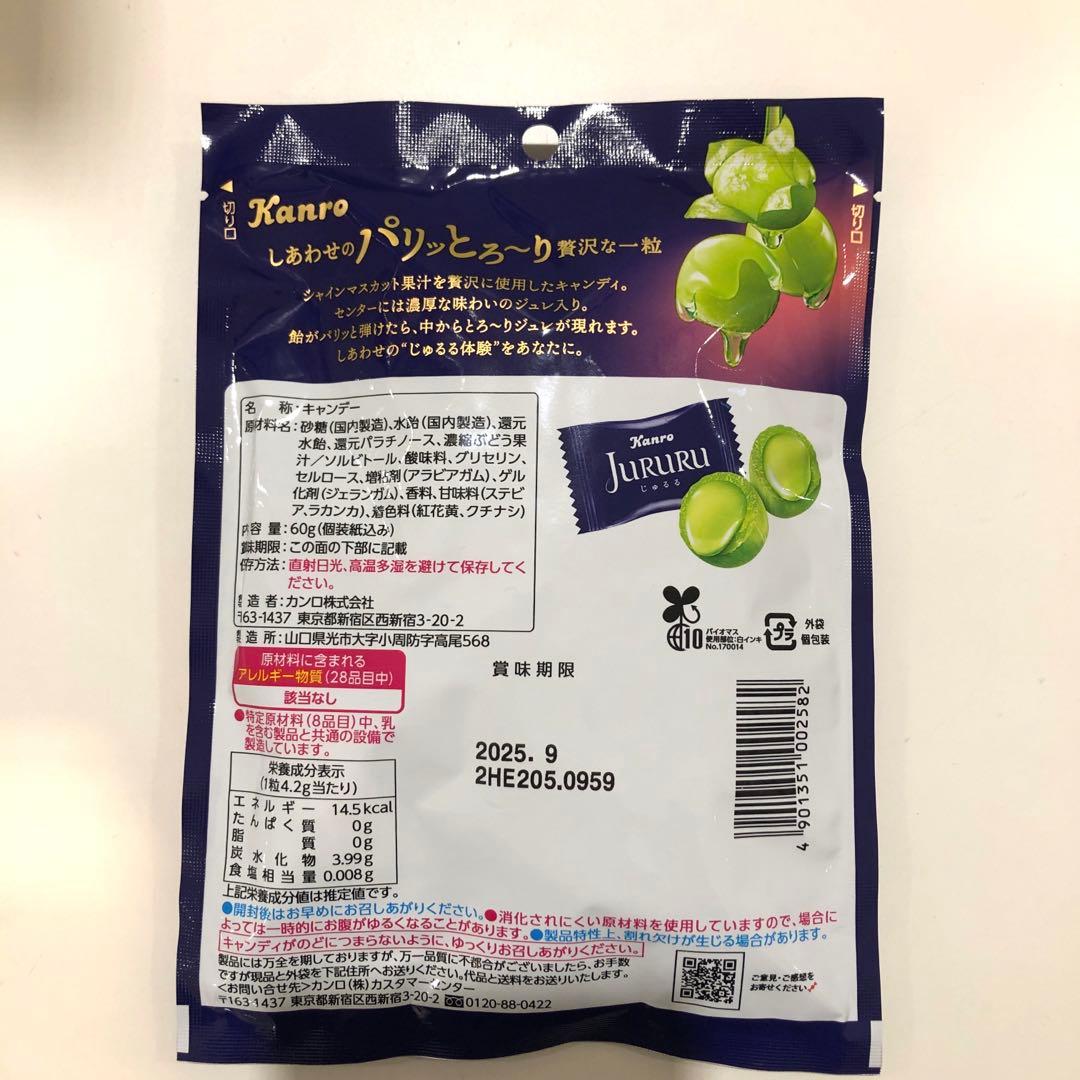 切り口
切り口
Kanro
しあわせのパリッとろ〜り贅沢な一粒
シャインマスカット果汁を贅沢に使用したキャンディ。
センターには濃厚な味わいのジュレ入り。
飴がパリッと弾けたら、中からとろ〜りジュレが現れます。
しあわせの"じゅるる体験"をあなたに。
名 称:キャンデー
原材料名:砂糖(国内製造)、水飴(国内製造)、還元
水飴、還元パラチノース、濃縮ぶどう果
汁/ソルビトール、酸味料、グリセリン、
セルロース、増粘剤(アラビアガム)、ゲル
化剤(ジェランガム)、香料、甘味料(ステビ
ア、ラカンカ)、着色料(紅花黄、クチナシ)
内容量:60g(個装紙込み)
賞味期限:この面の下部に記載
保存方法:直射日光、高温多湿を避けて保存してく
ださい。
製造者:カンロ株式会社
〒163-1437 東京都新宿区西新宿3-20-2
製造所:山口県光市大字小周防字高尾568
Kanro
JURURU
じゅるる
10
バイオマス
使用部位:白インキ
No.170014
プラ
外袋
個包装
原材料に含まれる
アレルギー物質(28品目中)
該当なし
●特定原材料(8品目)中、乳
を含む製品と共通の設備で
製造しています。
賞味期限
2025. 9
2HE205.0959
4 901351 002582
栄養成分表示
(1粒4.2g当たり)
エネルギー 14.5kcal
たんぱく質 0g
脂質 0g
炭水化物 3.99g
食塩相当量 0.008g
上記栄養成分値は推定値です。
●開封後はお早めにお召しあがりください。●消化されにくい原材料を使用していますので、場合に
よっては一時的にお腹がゆるくなることがあります。●製品特性上、割れ欠けが生じる場合があります。
キャンディがのどにつまらないように、ゆっくりお召しあがりください。
製品には万全を期しておりますが、万一品質に不都合がございましたら、お手数
ですが現品と外袋を下記住所へお送りください。代品と送料をお送りいたします。
<お問い合せ先>カンロ(株)カスタマーセンター
〒163-1437 東京都新宿区西新宿3-20-2 0120-88-0422
ご意見・ご感想を
お寄せください